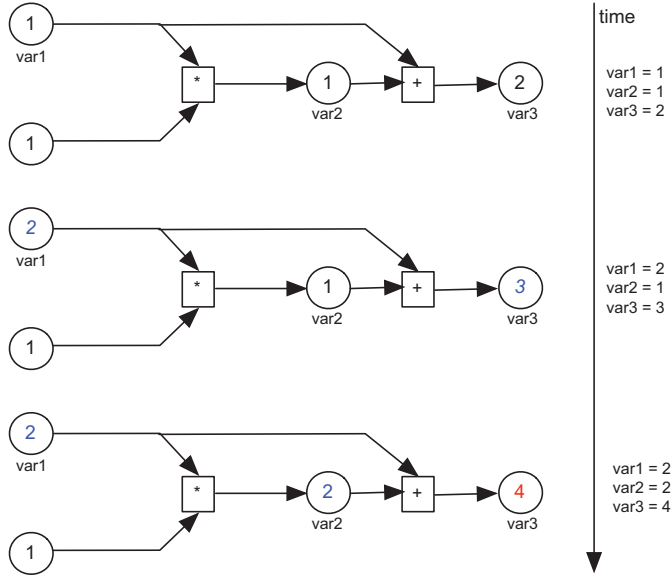 1
time
var1
*
1
+
2
var1 = 1
var2 = 1
var3 = 2
var2
var3
1
2
var1
*
1
+
3
var1 = 2
var2 = 1
var3 = 3
var2
var3
1
2
var1
*
2
+
4
var1 = 2
var2 = 2
var3 = 4
var2
var3
1